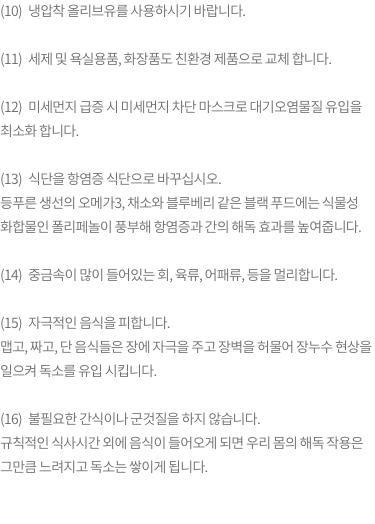 (10) 냉압착 올리브유를 사용하시기 바랍니다.
(11) 세제 및 욕실용품, 화장품도 친환경 제품으로 교체 합니다.
(12) 미세먼지 급증 시 미세먼지 차단 마스크로 대기오염물질 유입을
최소화 합니다.
(13) 식단을 항염증 식단으로 바꾸십시오.
등푸른 생선의 오메가3, 채소와 블루베리 같은 블랙 푸드에는 식물성
화합물인 폴리페놀이 풍부해 항염증과 간의 해독 효과를 높여줍니다.
(14) 중금속이 많이 들어있는 회, 육류, 어패류, 등을 멀리합니다.
(15) 자극적인 음식을 피합니다.
맵고, 짜고, 단 음식들은 장에 자극을 주고 장벽을 허물어 장누수 현상을
일으켜 독소를 유입 시킵니다.
(16) 불필요한 간식이나 군것질을 하지 않습니다.
규칙적인 식사시간 외에 음식이 들어오게 되면 우리 몸의 해독 작용은
그만큼 느려지고 독소는 쌓이게 됩니다.